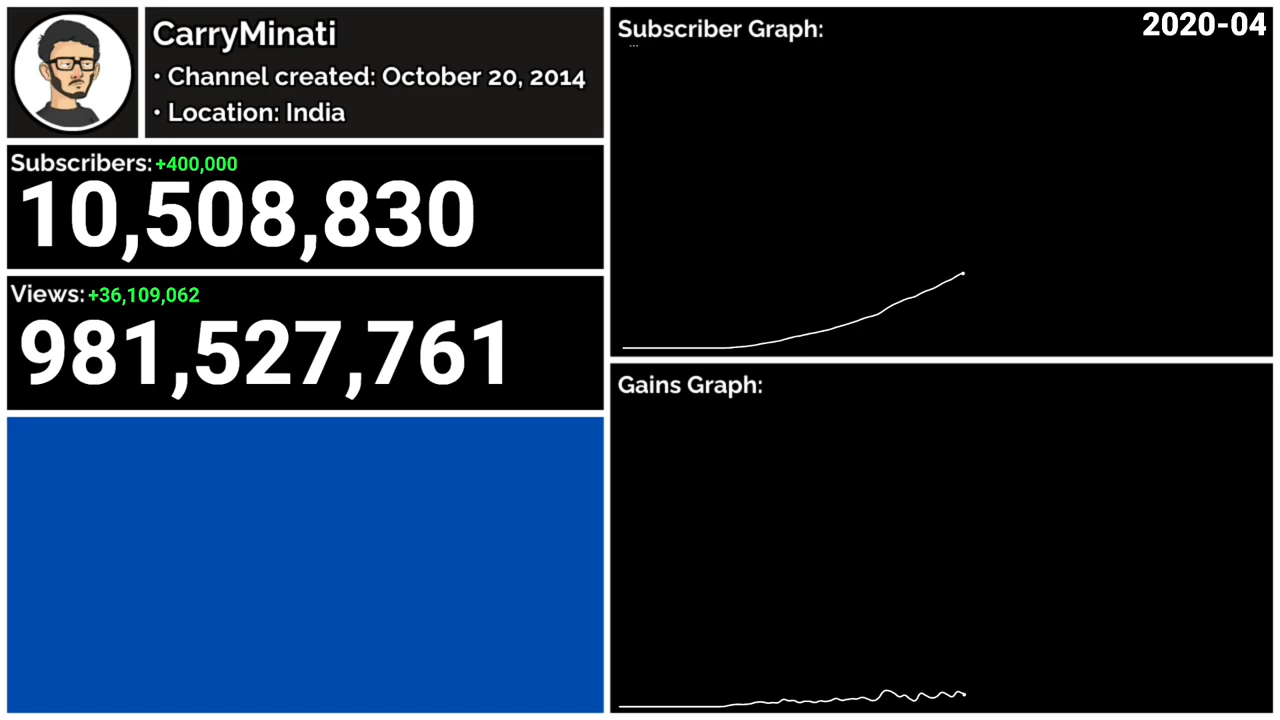 CarryMinati
• Channel created: October 20, 2014
• Location: India
Subscribers: +400,000
10,508,830
Views: +36,109,062
981,527,761
Subscriber Graph:
...
2020-04
Gains Graph: